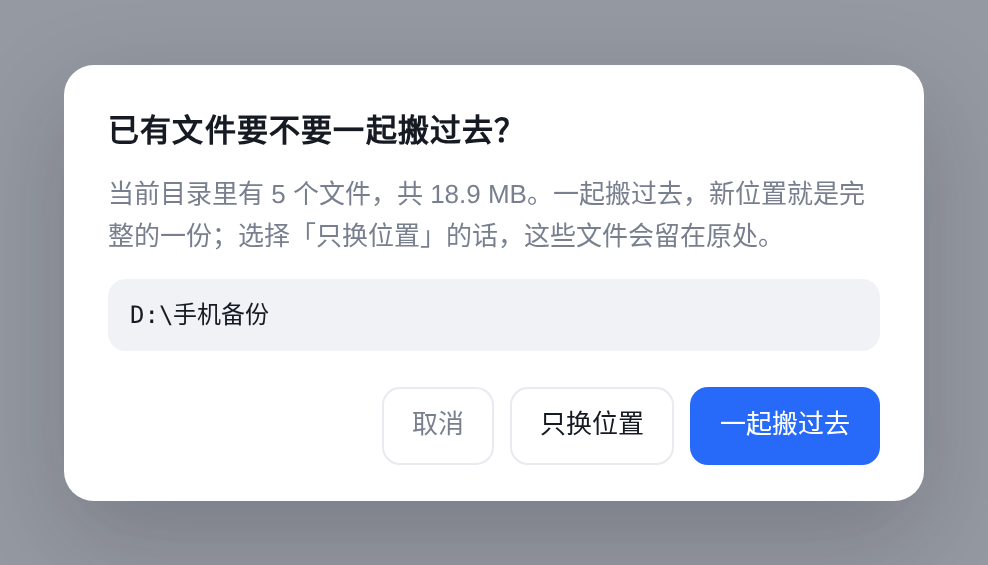 已有文件要不要一起搬过去？
当前目录里有 5 个文件，共 18.9 MB。一起搬过去，新位置就是完
整的一份；选择「只换位置」的话，这些文件会留在原处。
D:\手机备份
取消
只换位置
一起搬过去